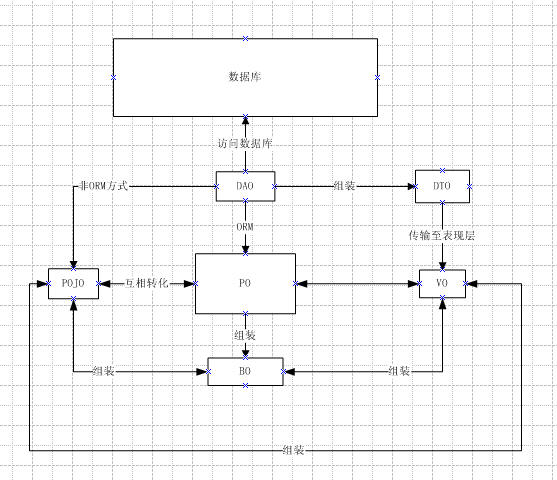 数据库
访问数据库
非ORM方式
DAO
组装
DTO
ORM
传输至表现层
POJO
互相转化
PO
VO
组装
组装
BO
组装
组装